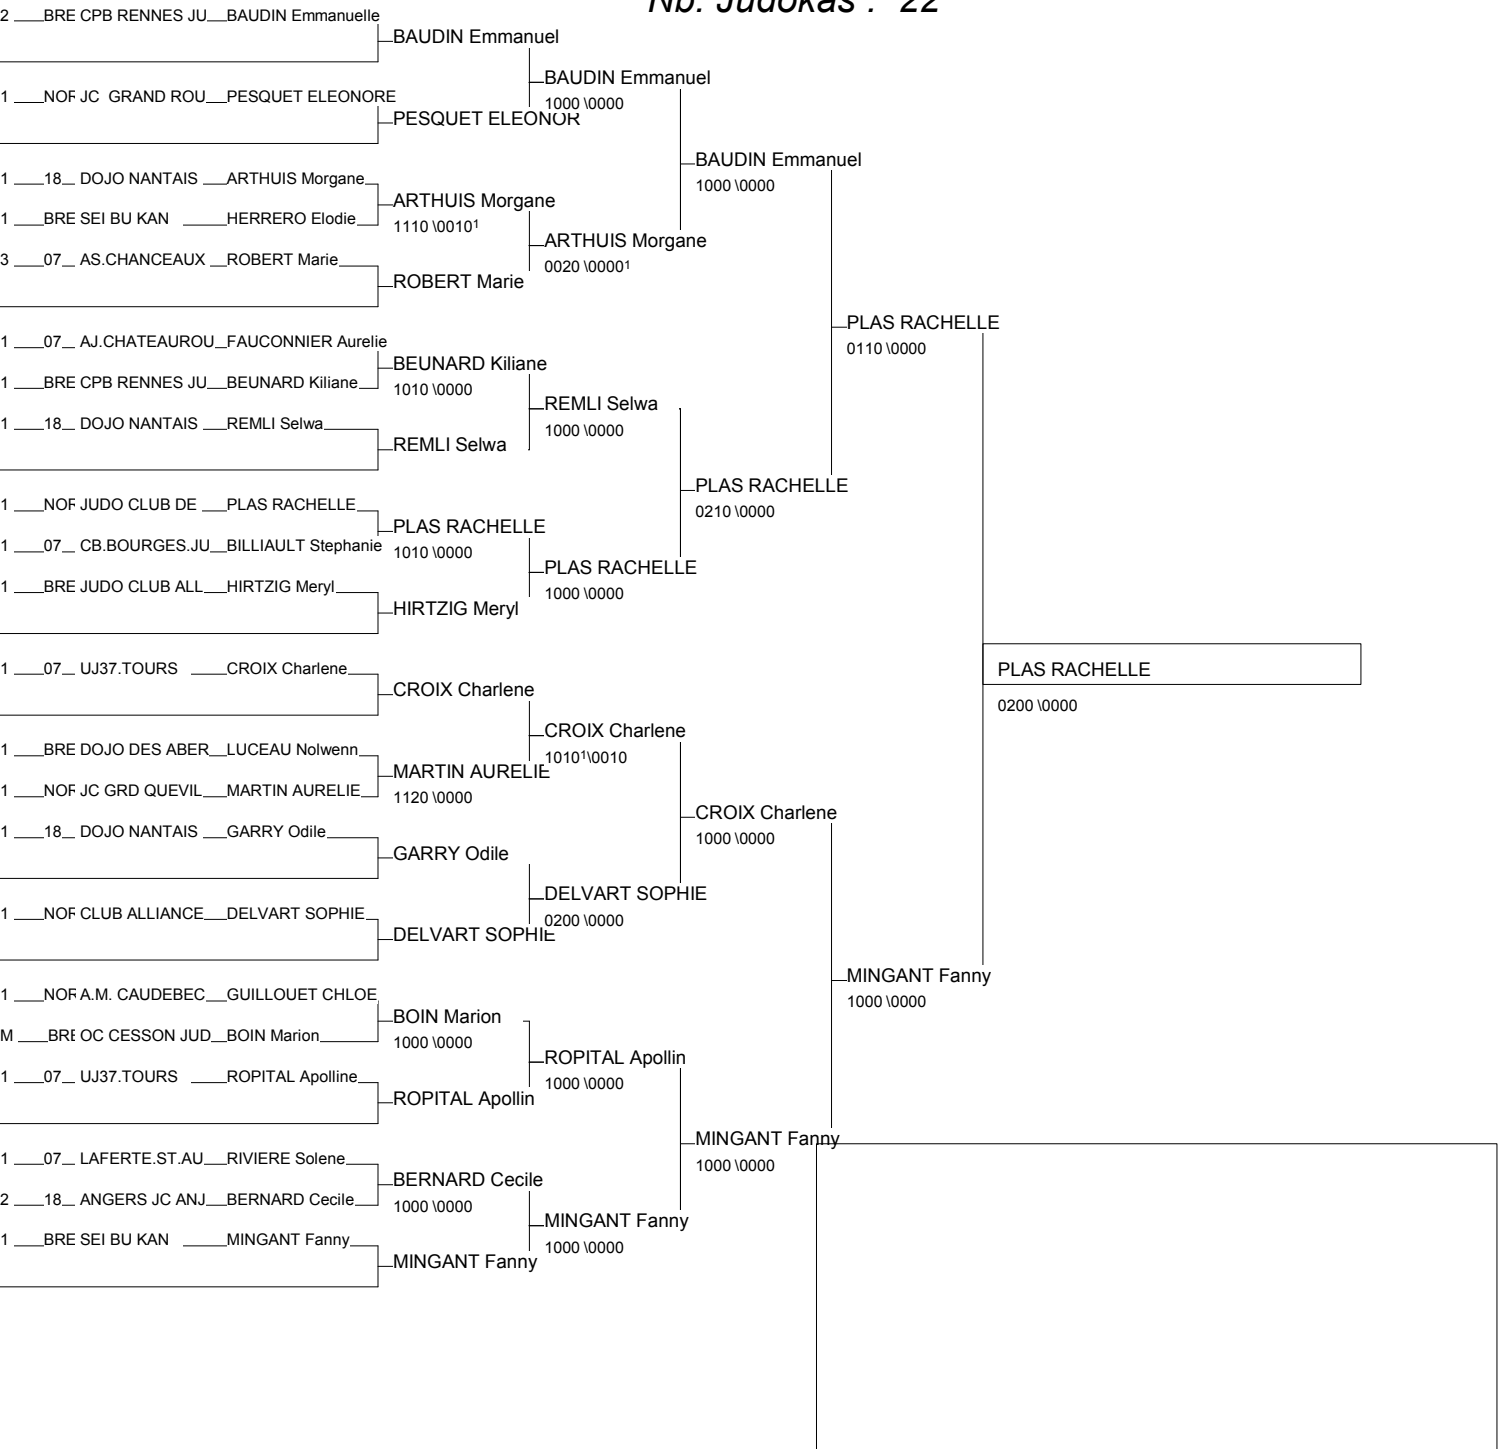 Nb. Judokas : 22
2 BRE CPB RENNES JU BAUDIN Emmanuelle
BAUDIN Emmanuel
BAUDIN Emmanuel
1000 \0000
1 NOR JC GRAND ROU PESQUET ELEONORE
PESQUET ELEONOR
BAUDIN Emmanuel
1000 \0000
1 18 DOJO NANTAIS ARTHUIS Morgane
ARTHUIS Morgane
1110 \0010¹
1 BRE SEI BU KAN HERRERO Elodie
ARTHUIS Morgane
0020 \0000¹
3 07 AS.CHANCEAUX ROBERT Marie
ROBERT Marie
PLAS RACHELLE
0110 \0000
1 07 AJ.CHATEAUROU FAUCONNIER Aurelie
BEUNARD Kiliane
1010 \0000
1 BRE CPB RENNES JU BEUNARD Kiliane
REMLI Selwa
1000 \0000
1 18 DOJO NANTAIS REMLI Selwa
REMLI Selwa
PLAS RACHELLE
0210 \0000
1 NOR JUDO CLUB DE PLAS RACHELLE
PLAS RACHELLE
1010 \0000
1 07 CB.BOURGES.JU BILLIAULT Stephanie
PLAS RACHELLE
1000 \0000
1 BRE JUDO CLUB ALL HIRTZIG Meryl
HIRTZIG Meryl
PLAS RACHELLE
0200 \0000
1 07 UJ37.TOURS CROIX Charlene
CROIX Charlene
CROIX Charlene
1010¹\0010
1 BRE DOJO DES ABER LUCEAU Nolwenn
MARTIN AURELIE
1120 \0000
1 NOR JC GRD QUEVIL MARTIN AURELIE
CROIX Charlene
1000 \0000
1 18 DOJO NANTAIS GARRY Odile
GARRY Odile
DELVART SOPHIE
0200 \0000
1 NOR CLUB ALLIANCE DELVART SOPHIE
DELVART SOPHIE
MINGANT Fanny
1000 \0000
1 NOR A.M. CAUDEBEC GUILLOUET CHLOE
BOIN Marion
1000 \0000
M BRE OC CESSON JUD BOIN Marion
ROPITAL Apollin
1000 \0000
1 07 UJ37.TOURS ROPITAL Apolline
ROPITAL Apollin
MINGANT Fanny
1000 \0000
1 07 LAFERTE.ST.AU RIVIERE Solene
BERNARD Cecile
1000 \0000
2 18 ANGERS JC ANJ BERNARD Cecile
MINGANT Fanny
1000 \0000
1 BRE SEI BU KAN MINGANT Fanny
MINGANT Fanny